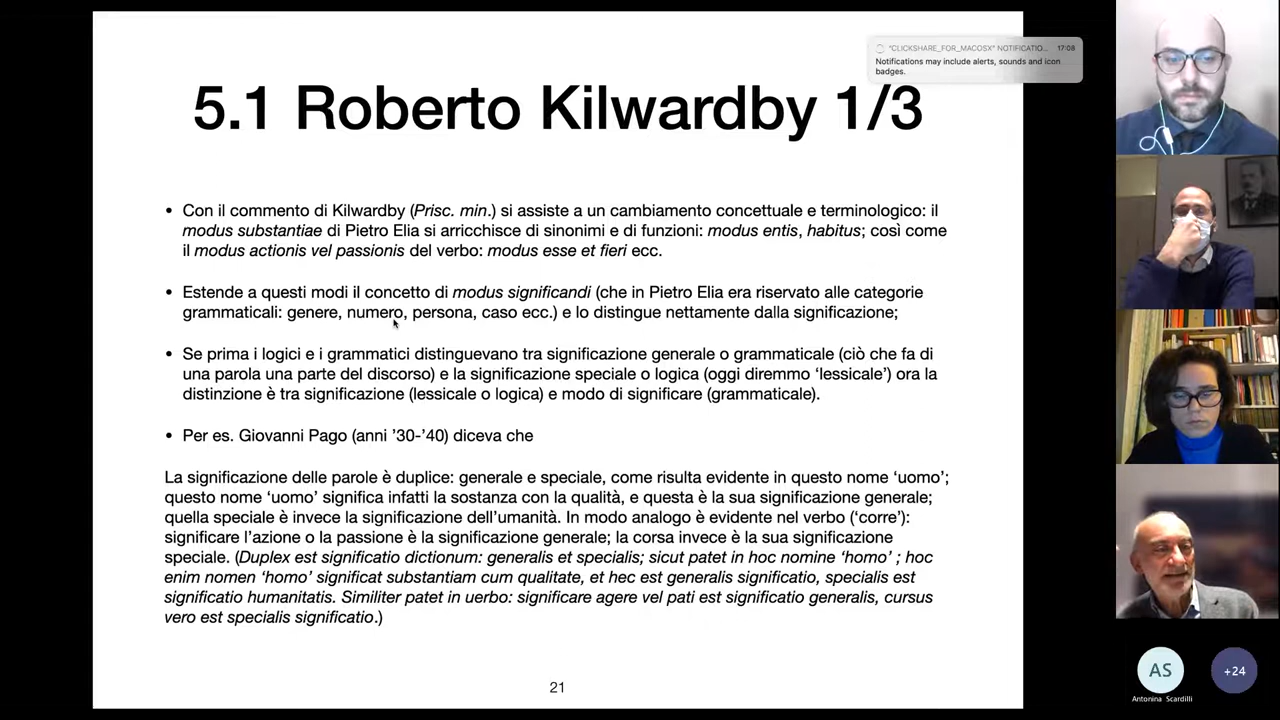 "CLICKSHARE_FOR_MACOSX" NOTIFICATIO... 17:08
Notifications may include alerts, sounds and icon
badges.
5.1 Roberto Kilwardby 1/3
• Con il commento di Kilwardby (Prisc. min.) si assiste a un cambiamento concettuale e terminologico: il
modus substantiae di Pietro Elia si arricchisce di sinonimi e di funzioni: modus entis, habitus; così come
il modus actionis vel passionis del verbo: modus esse et fieri ecc.
• Estende a questi modi il concetto di modus significandi (che in Pietro Elia era riservato alle categorie
grammaticali: genere, numero, persona, caso ecc.) e lo distingue nettamente dalla significazione;
• Se prima i logici e i grammatici distinguevano tra significazione generale o grammaticale (ciò che fa di
una parola una parte del discorso) e la significazione speciale o logica (oggi diremmo ‘lessicale’) ora la
distinzione è tra significazione (lessicale o logica) e modo di significare (grammaticale).
• Per es. Giovanni Pago (anni ’30-’40) diceva che
La significazione delle parole è duplice: generale e speciale, come risulta evidente in questo nome ‘uomo’;
questo nome ‘uomo’ significa infatti la sostanza con la qualità, e questa è la sua significazione generale;
quella speciale è invece la significazione dell’umanità. In modo analogo è evidente nel verbo (‘corre’):
significare l’azione o la passione è la significazione generale; la corsa invece è la sua significazione
speciale. (Duplex est significatio dictionum: generalis et specialis; sicut patet in hoc nomine ‘homo’ ; hoc
enim nomen ‘homo’ significat substantiam cum qualitate, et hec est generalis significatio, specialis est
significatio humanitatis. Similiter patet in uerbo: significare agere vel pati est significatio generalis, cursus
vero est specialis significatio.)
21
AS
+24
Antonina Scardilli